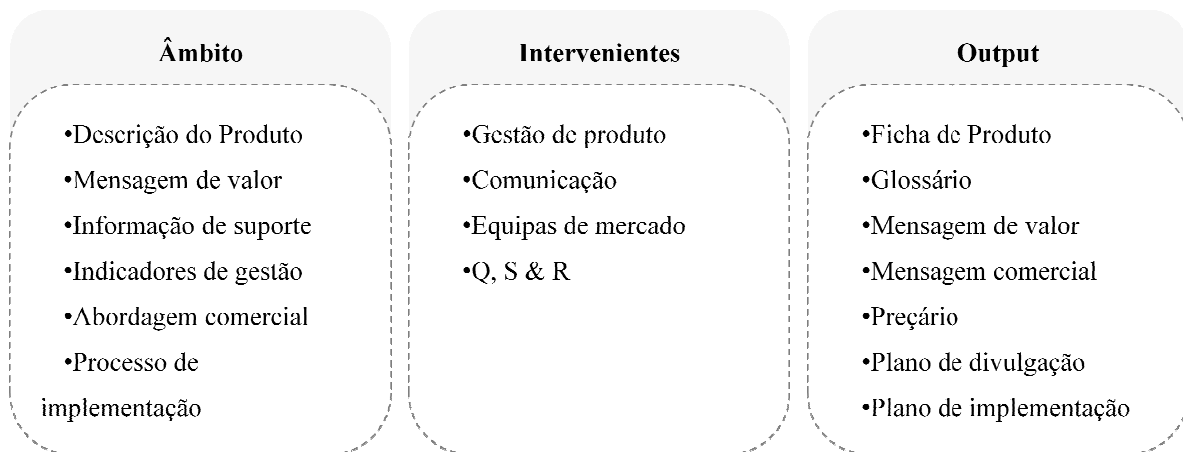 Âmbito
•Descrição do Produto
•Mensagem de valor
•Informação de suporte
•Indicadores de gestão
•Abordagem comercial
•Processo de
implementação
Intervenientes
•Gestão de produto
•Comunicação
•Equipas de mercado
•Q, S & R
Output
•Ficha de Produto
•Glossário
•Mensagem de valor
•Mensagem comercial
•Preçário
•Plano de divulgação
•Plano de implementação